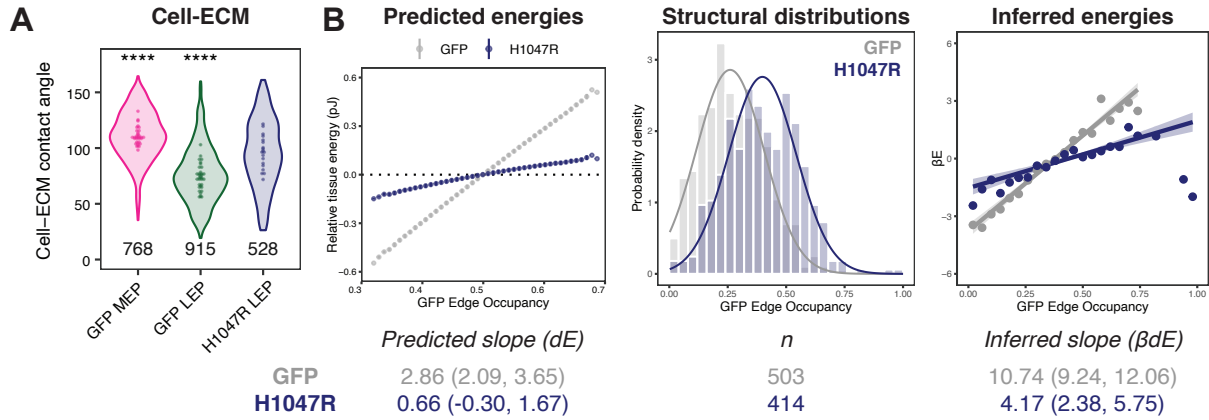 A
Cell-ECM
Cell-ECM contact angle
150
100
50
0
****
****
768
915
528
GFP MEP
GFP LEP
H1047R LEP
B
Predicted energies
GFP
H1047R
Relative tissue energy (pJ)
0.6
0.3
0.0
−0.3
−0.6
0.3
0.4
0.5
0.6
0.7
GFP Edge Occupancy
Structural distributions
GFP
H1047R
Probability density
3
2
1
0
0.00
0.25
0.50
0.75
1.00
GFP Edge Occupancy
Inferred energies
βE
6
3
0
−3
−6
0.00
0.25
0.50
0.75
1.00
GFP Edge Occupancy
Predicted slope (dE)
n
Inferred slope (βdE)
GFP
2.86 (2.09, 3.65)
503
10.74 (9.24, 12.06)
H1047R
0.66 (-0.30, 1.67)
414
4.17 (2.38, 5.75)